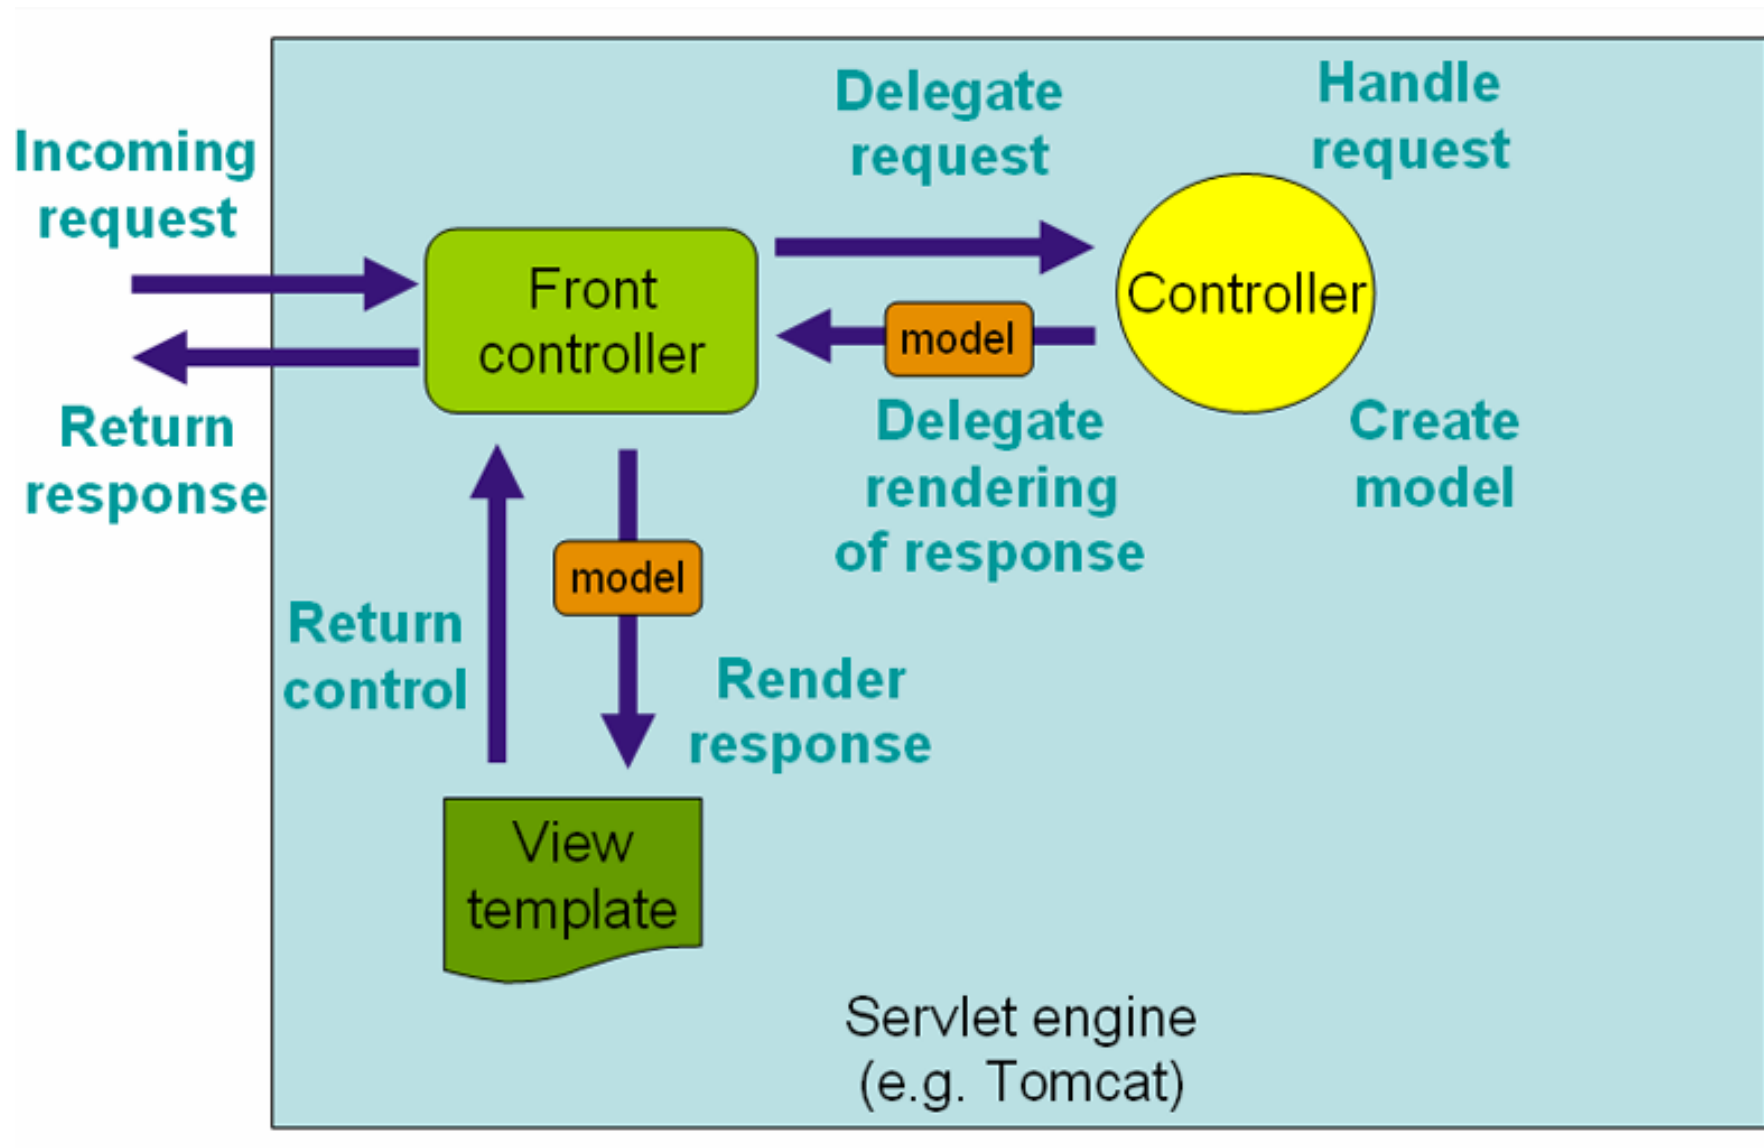 Incoming
request
Delegate
request
Handle
request
Front
controller
Controller
model
Return
response
Delegate
rendering
of response
Create
model
model
Return
control
Render
response
View
template
Servlet engine
(e.g. Tomcat)